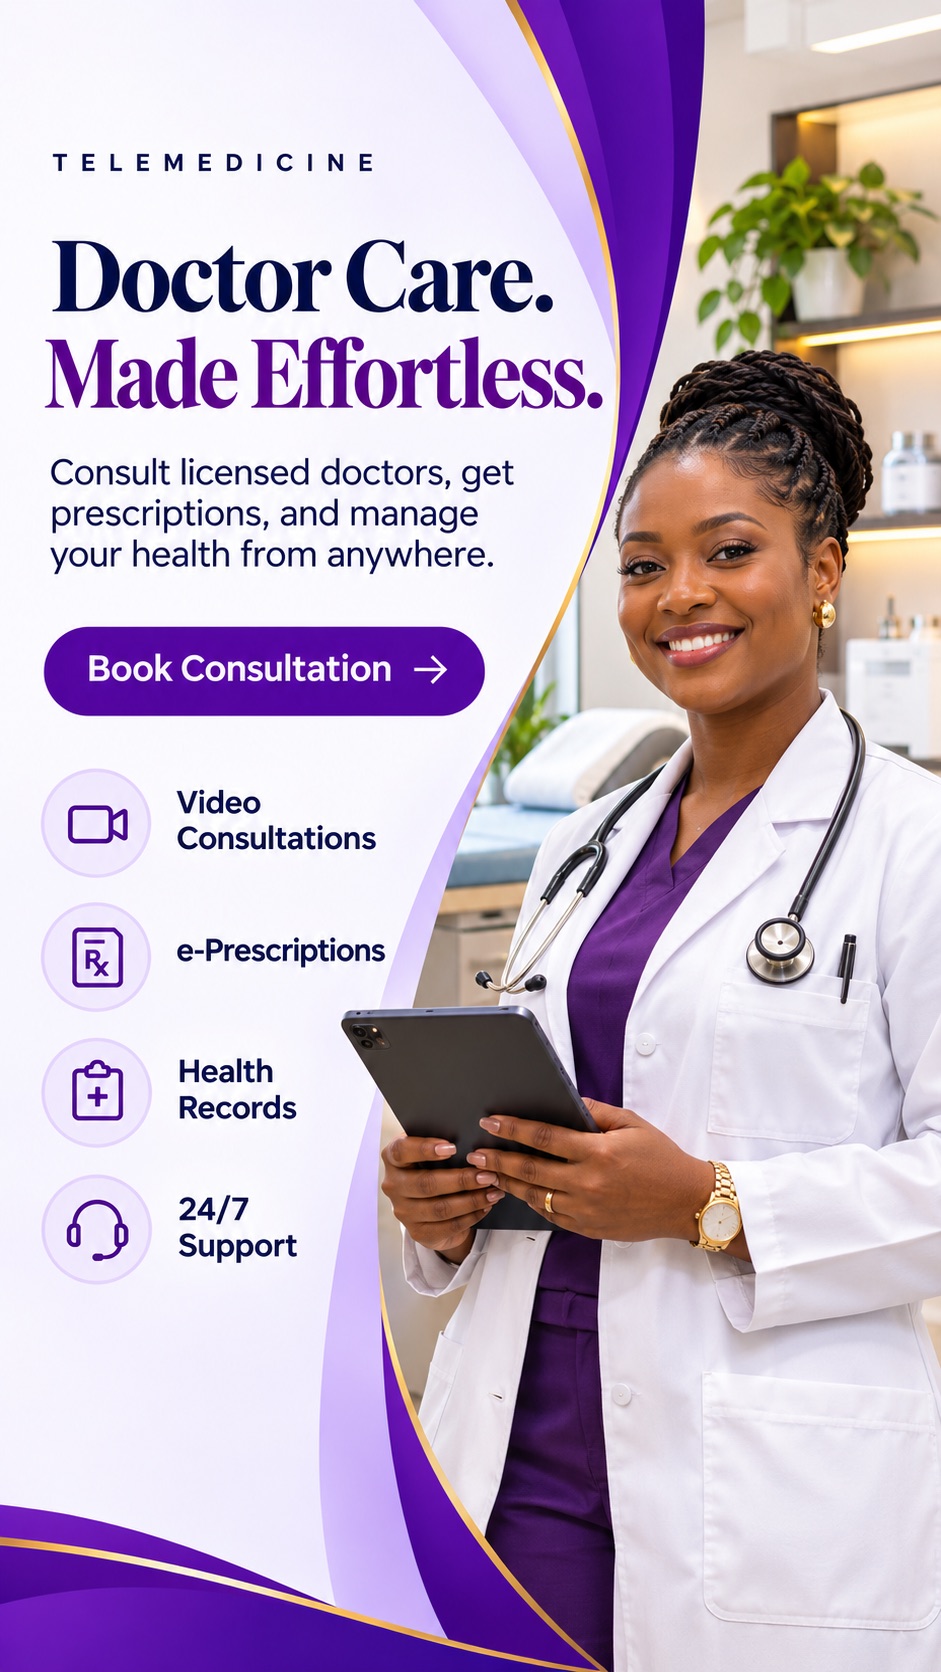 TELEMEDICINE
Doctor Care.
Made Effortless.
Consult licensed doctors, get
prescriptions, and manage
your health from anywhere.
Book Consultation →
Video
Consultations
Rx
e-Prescriptions
Health
Records
24/7
Support